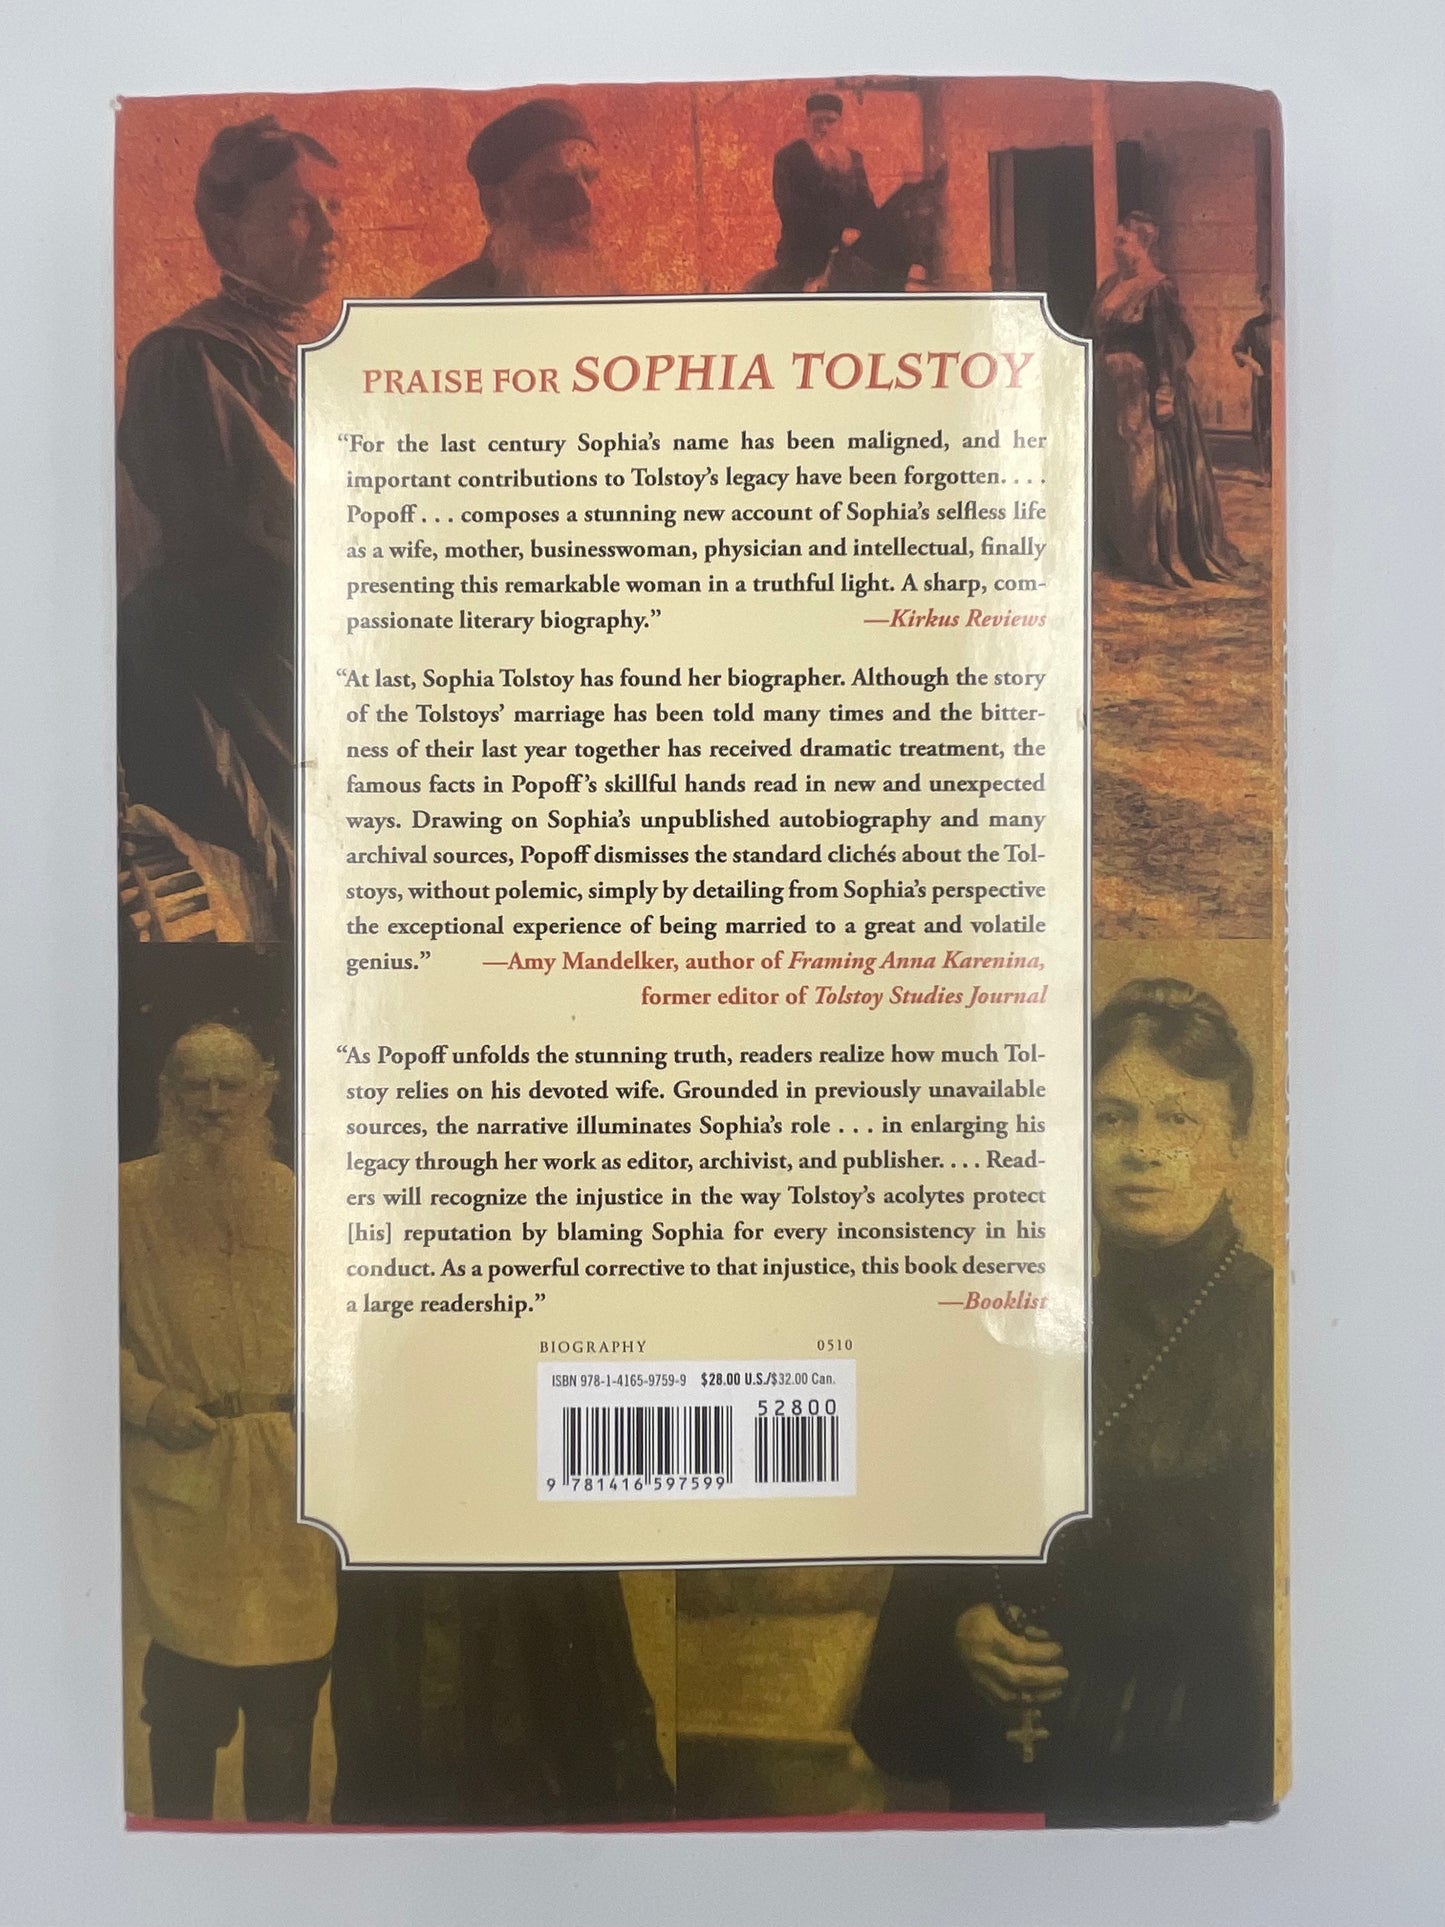 PRAISE FOR SOPHIA TOLSTOY
“For the last century Sophia’s name has been maligned, and her
important contributions to Tolstoy’s legacy have been forgotten. . . .
Popoff . . . composes a stunning new account of Sophia’s selfless life
as a wife, mother, businesswoman, physician and intellectual, finally
presenting this remarkable woman in a truthful light. A sharp, com-
passionate literary biography.” —Kirkus Reviews
“At last, Sophia Tolstoy has found her biographer. Although the story
of the Tolstoys’ marriage has been told many times and the bitter-
ness of their last year together has received dramatic treatment, the
famous facts in Popoff’s skillful hands read in new and unexpected
ways. Drawing on Sophia’s unpublished autobiography and many
archival sources, Popoff dismisses the standard clichés about the Tol-
stoys, without polemic, simply by detailing from Sophia’s perspective
the exceptional experience of being married to a great and volatile
genius.” —Amy Mandelker, author of Framing Anna Karenina,
former editor of Tolstoy Studies Journal
“As Popoff unfolds the stunning truth, readers realize how much Tol-
stoy relies on his devoted wife. Grounded in previously unavailable
sources, the narrative illuminates Sophia’s role . . . in enlarging his
legacy through her work as editor, archivist, and publisher. . . . Read-
ers will recognize the injustice in the way Tolstoy’s acolytes protect
[his] reputation by blaming Sophia for every inconsistency in his
conduct. As a powerful corrective to that injustice, this book deserves
a large readership.” —Booklist
BIOGRAPHY 0510
ISBN 978-1-4165-9759-9 $28.00 U.S./$32.00 Can.
52800
9 781416 597599